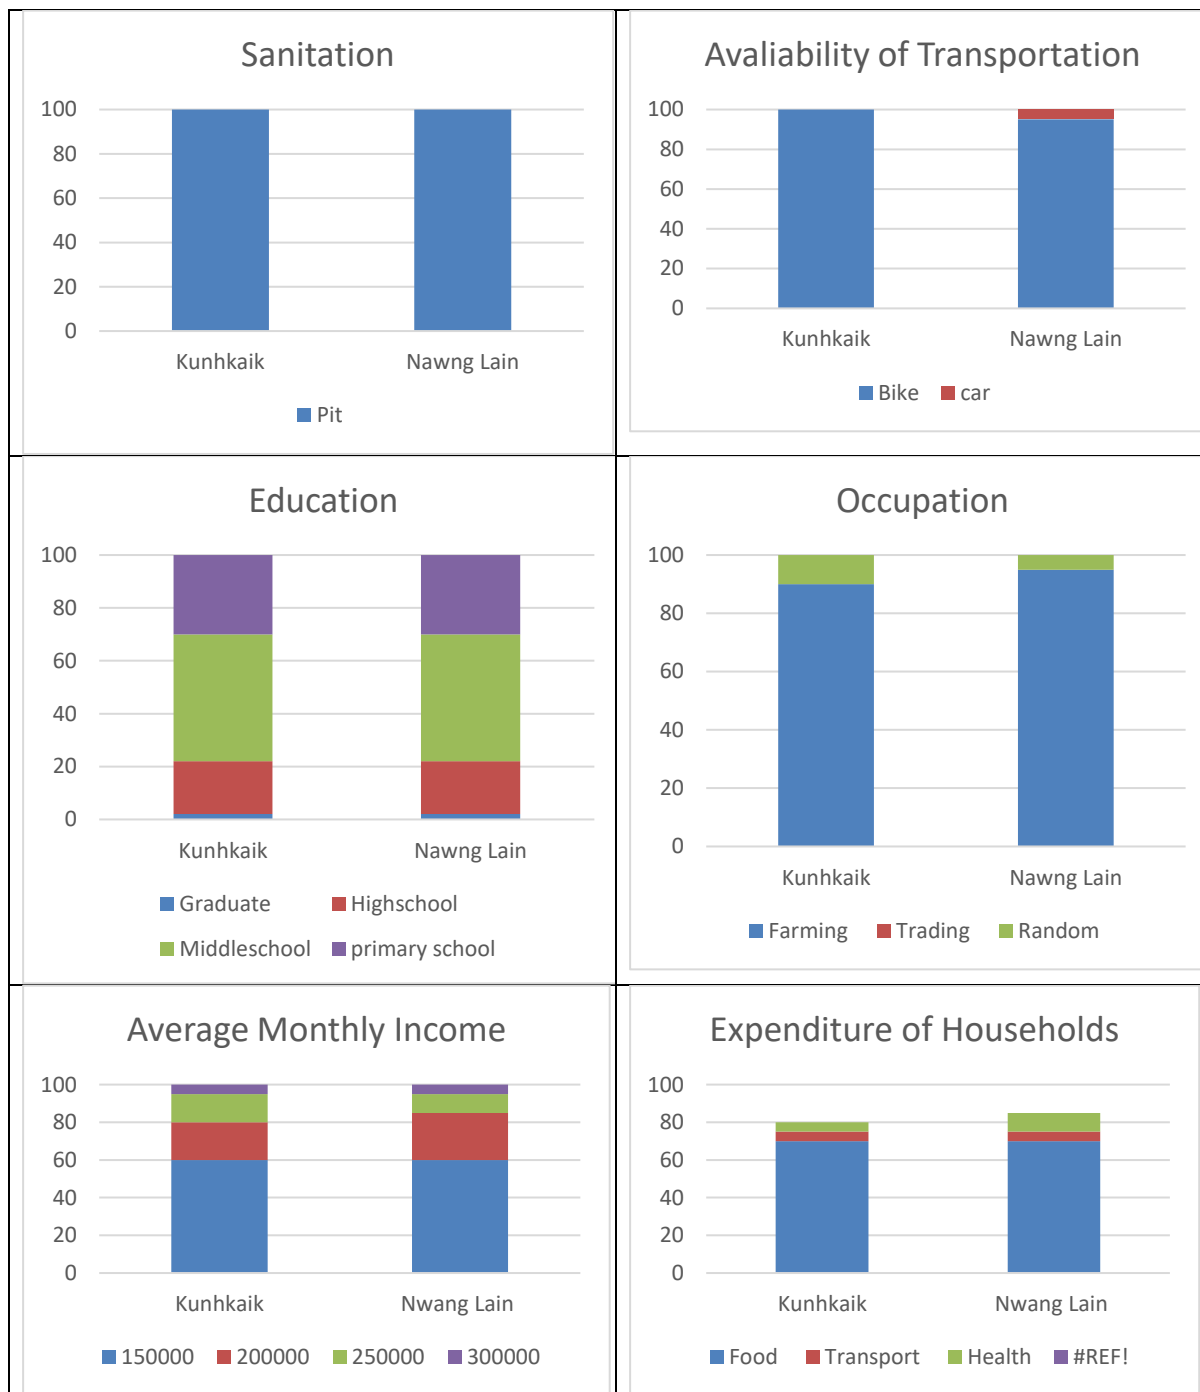 Sanitation
100
80
60
40
20
0
Kunhkaik Nawng Lain
Pit
Avaliability of Transportation
100
80
60
40
20
0
Kunhkaik Nawng Lain
Bike car
Education
100
80
60
40
20
0
Kunhkaik Nawng Lain
Graduate Highschool
Middleschool primary school
Occupation
100
80
60
40
20
0
Kunhkaik Nawng Lain
Farming Trading Random
Average Monthly Income
100
80
60
40
20
0
Kunhkaik Nwang Lain
150000 200000 250000 300000
Expenditure of Households
100
80
60
40
20
0
Kunhkaik Nwang Lain
Food Transport Health #REF!